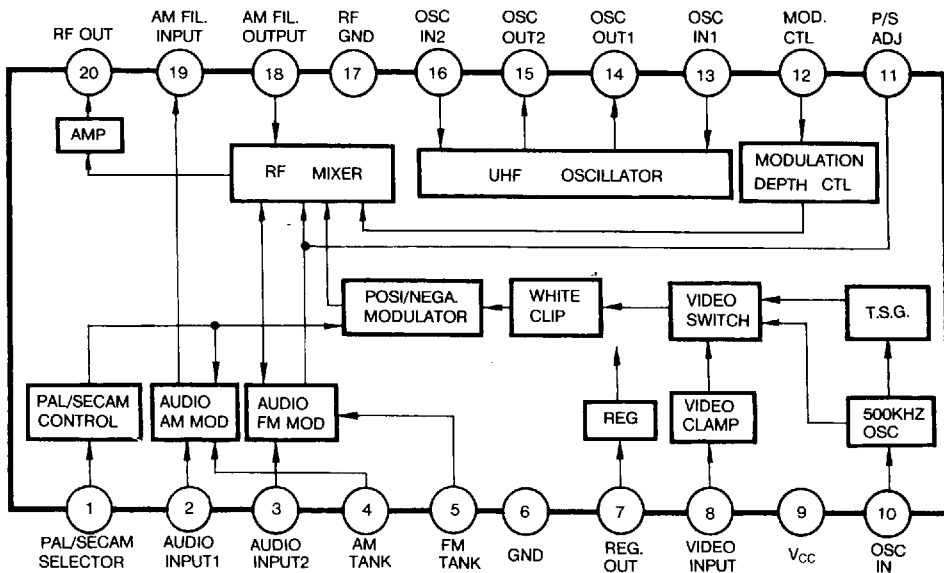 RF OUT
AM FIL.
INPUT
AM FIL.
OUTPUT
RF
GND
OSC
IN2
OSC
OUT2
OSC
OUT1
OSC
IN1
MOD.
CTL
P/S
ADJ
20
19
18
17
16
15
14
13
12
11
AMP
RF MIXER
UHF OSCILLATOR
MODULATION
DEPTH CTL
POSI/NEGA.
MODULATOR
WHITE
CLIP
VIDEO
SWITCH
T.S.G.
PAL/SECAM
CONTROL
AUDIO
AM MOD
AUDIO
FM MOD
REG
VIDEO
CLAMP
500KHZ
OSC
1
2
3
4
5
6
7
8
9
10
PAL/SECAM
SELECTOR
AUDIO
INPUT1
AUDIO
INPUT2
AM
TANK
FM
TANK
GND
REG.
OUT
VIDEO
INPUT
VCC
OSC
IN